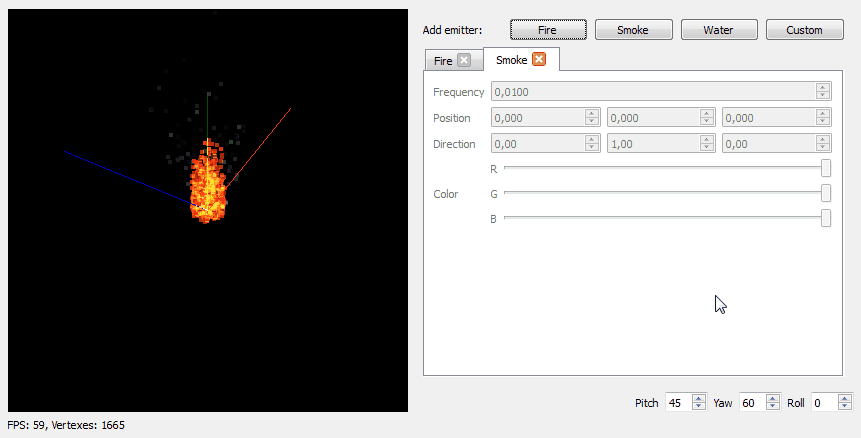 Add emitter: Fire Smoke Water Custom
Fire Smoke
Frequency 0,0100
Position 0,000 0,000 0,000
Direction 0,00 1,00 0,00
R
Color G
B
Pitch 45 Yaw 60 Roll 0
FPS: 59, Vertexes: 1665